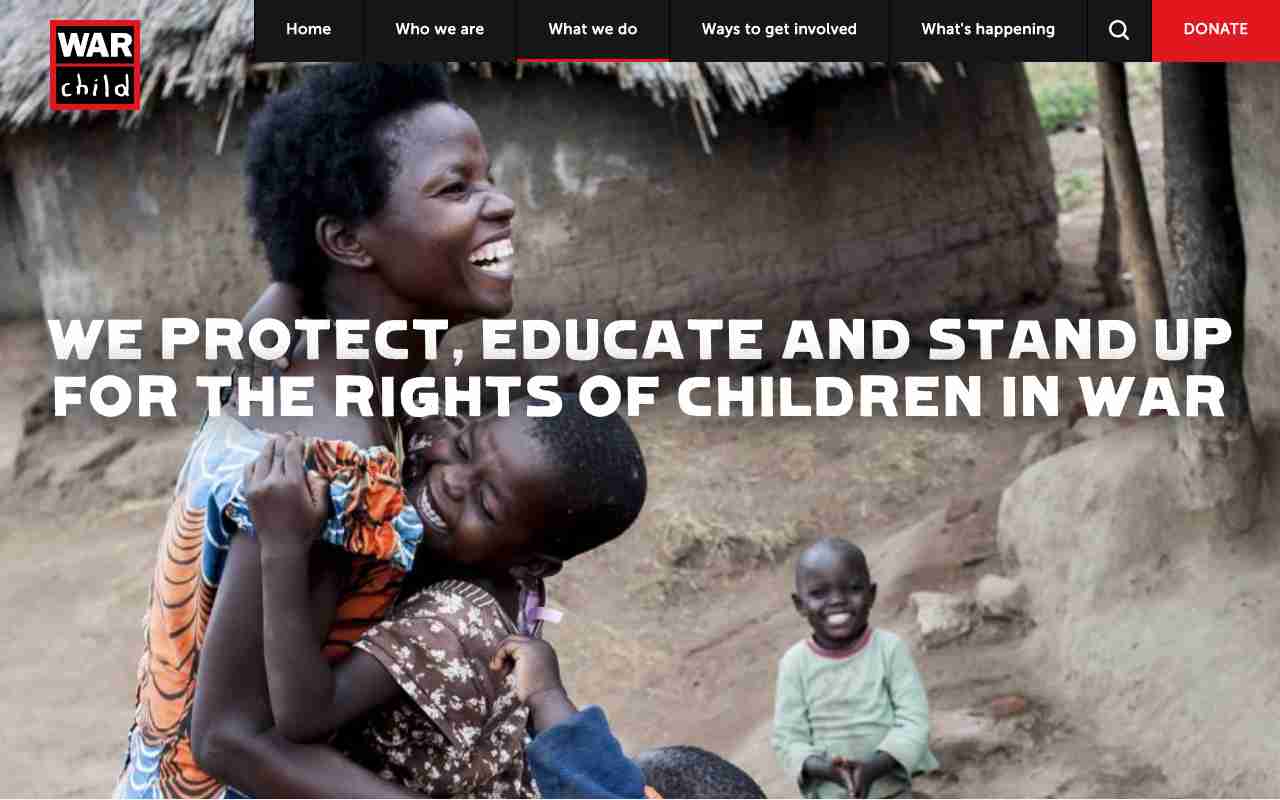 WAR
child
Home
Who we are
What we do
Ways to get involved
What's happening
DONATE
WE PROTECT, EDUCATE AND STAND UP
FOR THE RIGHTS OF CHILDREN IN WAR